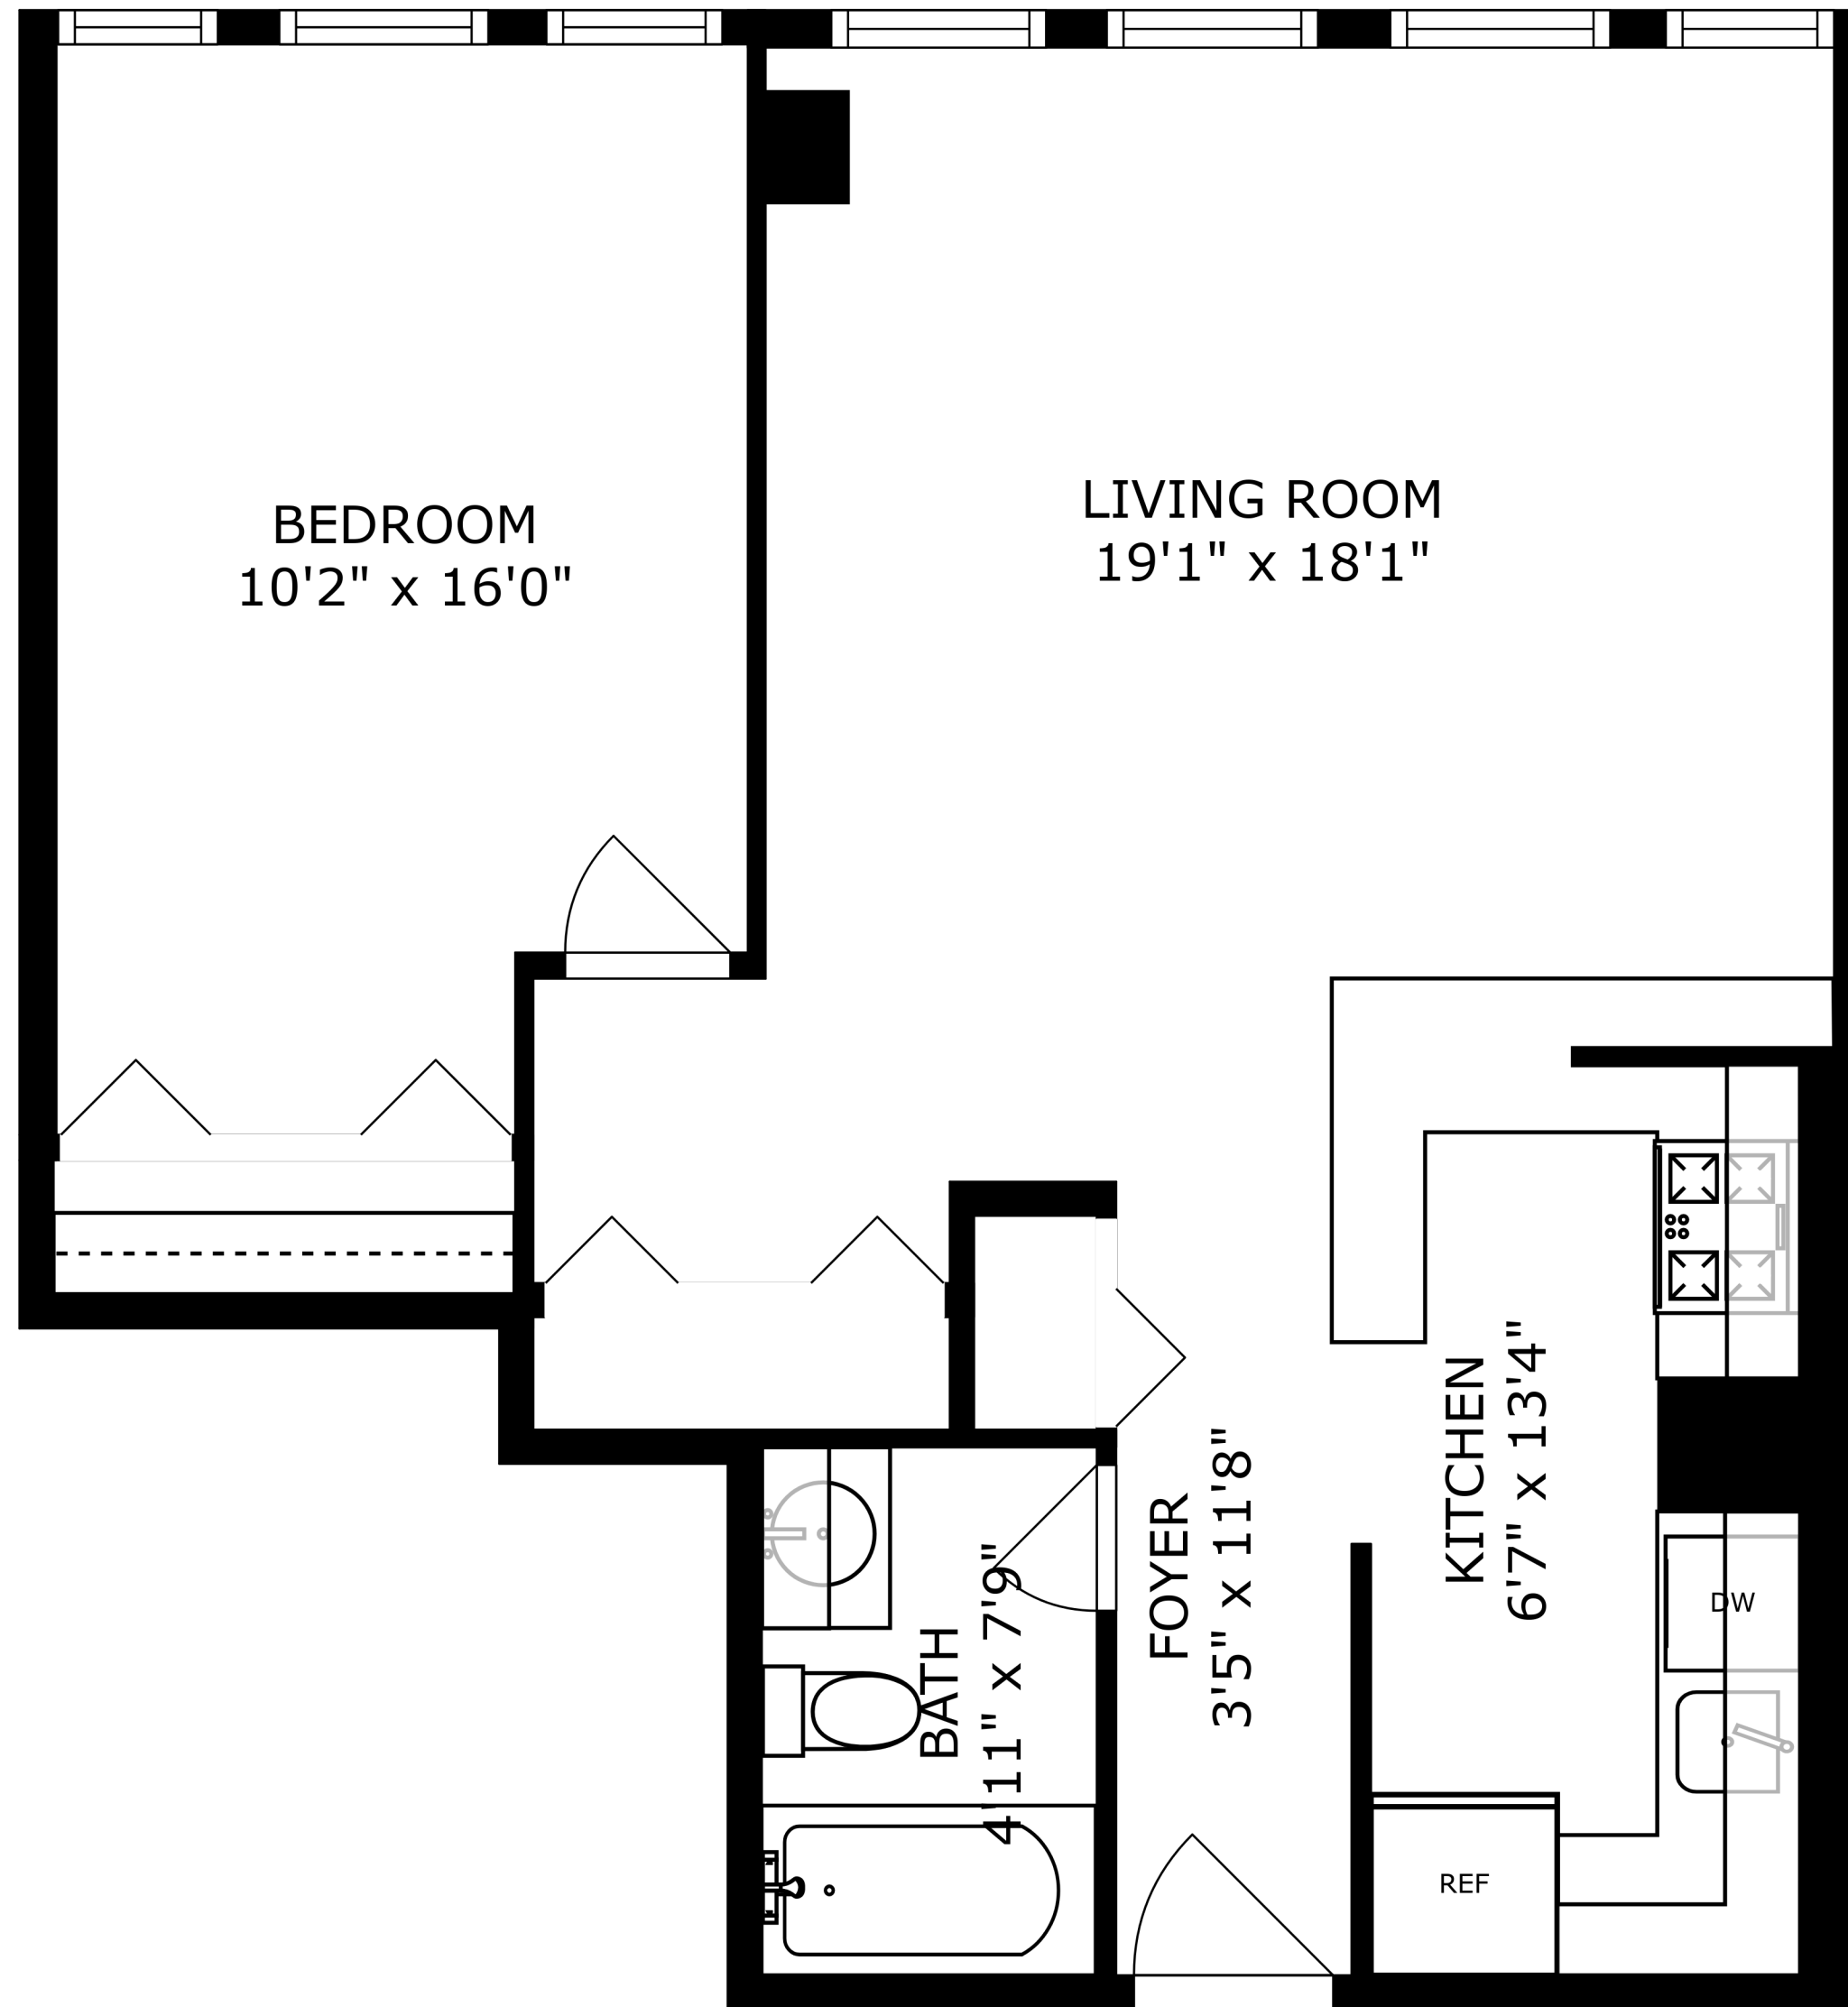 BEDROOM
10'2" x 16'0"
LIVING ROOM
19'1" x 18'1"
BATH
4'11" x 7'9"
FOYER
3'5" x 11'8"
KITCHEN
6'7" x 13'4"
DW
REF